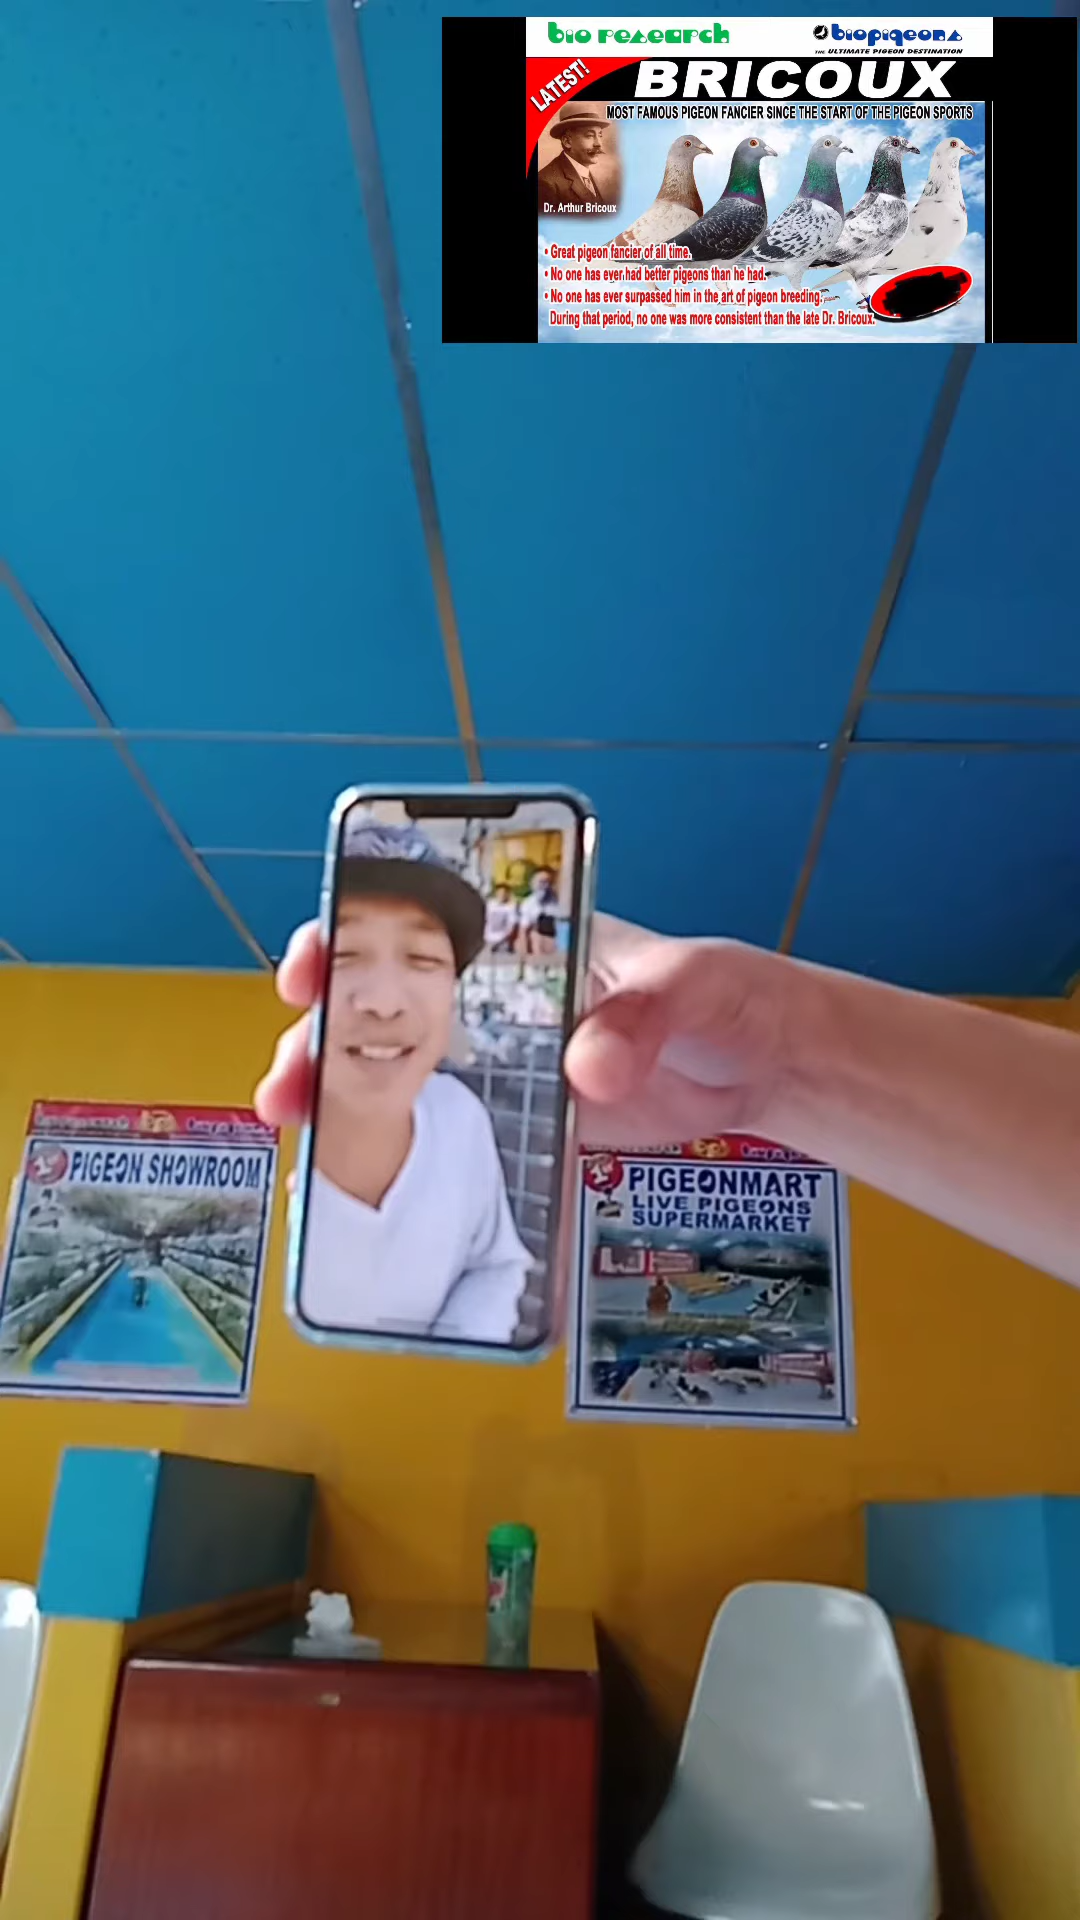 bio research
biopigeons
THE ULTIMATE PIGEON DESTINATION
LATEST!
BRICOUX
MOST FAMOUS PIGEON FANCIER SINCE THE START OF THE PIGEON SPORTS
Dr. Arthur Bricoux
• Great pigeon fancier of all time.
• No one has ever had better pigeons than he had.
• No one has ever surpassed him in the art of pigeon breeding.
During that period, no one was more consistent than the late Dr. Bricoux.
1st
PIGEON SHOWROOM
1st
PIGEONMART
LIVE PIGEONS
SUPERMARKET